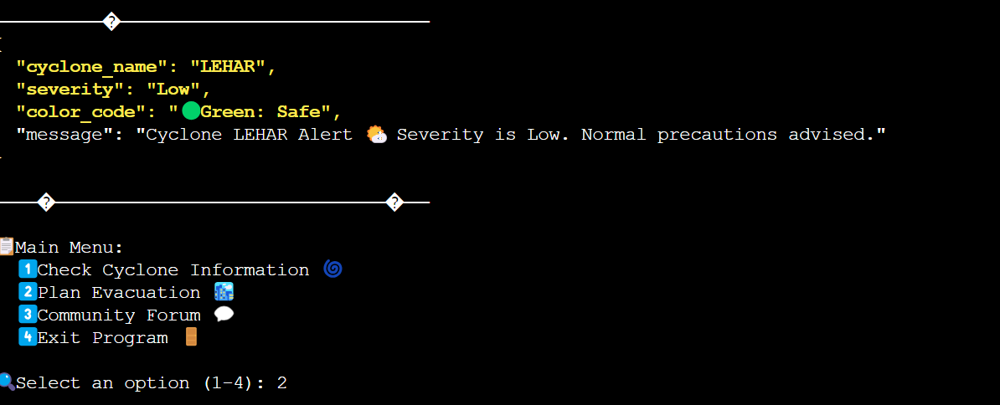 "cyclone_name": "LEHAR",
"severity": "Low",
"color_code": "🟢Green: Safe",
"message": "Cyclone LEHAR Alert 🌦️ Severity is Low. Normal precautions advised."
📋Main Menu:
1️⃣Check Cyclone Information 🌀
2️⃣Plan Evacuation 🏙️
3️⃣Community Forum 💬
4️⃣Exit Program 🚪
🔍Select an option (1-4): 2